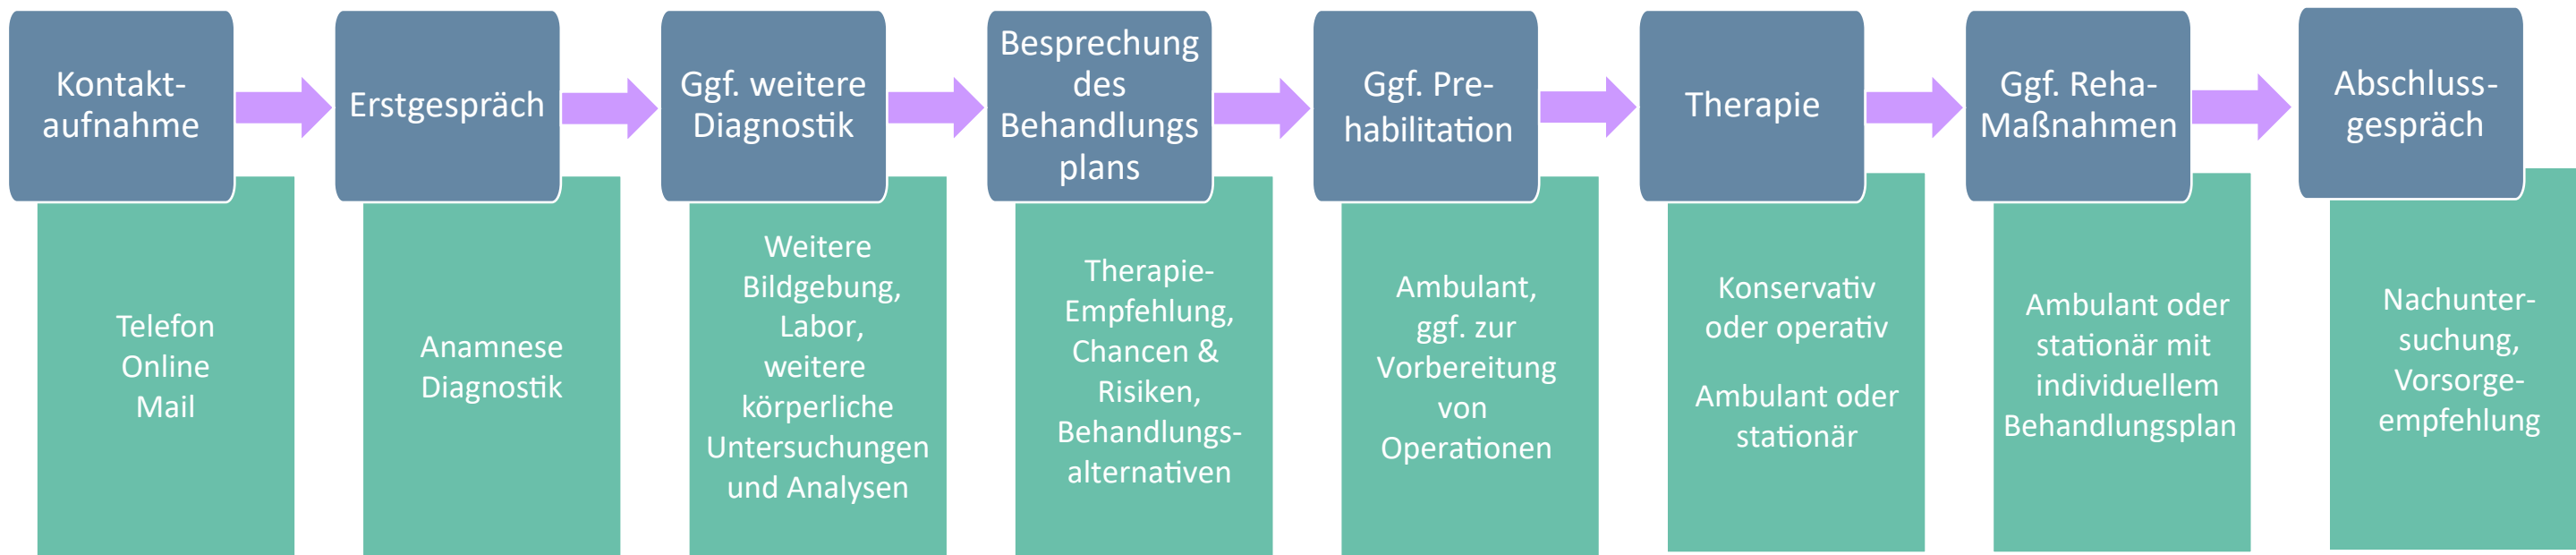 Kontakt-
aufnahme
Telefon
Online
Mail
Erstgespräch
Anamnese
Diagnostik
Ggf. weitere
Diagnostik
Weitere
Bildgebung,
Labor,
weitere
körperliche
Untersuchungen
und Analysen
Besprechung
des
Behandlungs
plans
Therapie-
Empfehlung,
Chancen &
Risiken,
Behandlungs-
alternativen
Ggf. Pre-
habilitation
Ambulant,
ggf. zur
Vorbereitung
von
Operationen
Therapie
Konservativ
oder operativ
Ambulant oder
stationär
Ggf. Reha-
Maßnahmen
Ambulant oder
stationär mit
individuellem
Behandlungsplan
Abschluss-
gespräch
Nachunter-
suchung,
Vorsorge-
empfehlung